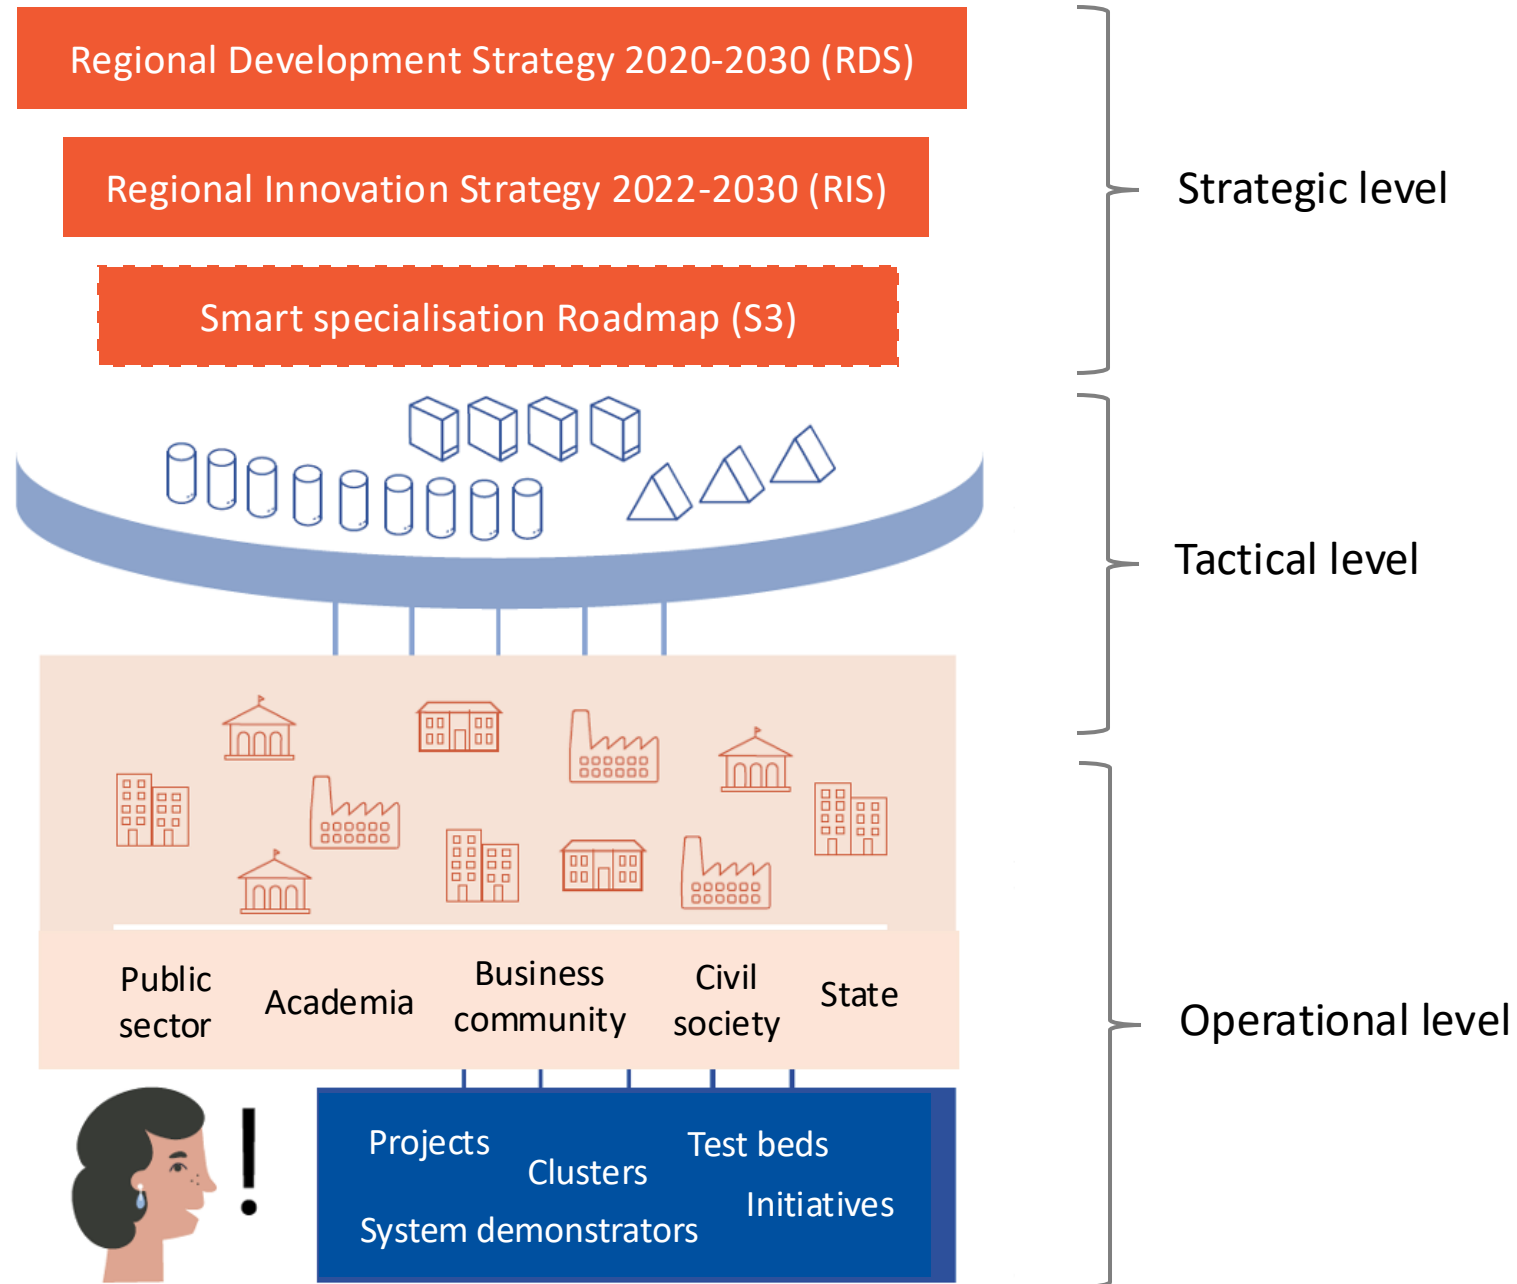 Regional Development Strategy 2020-2030 (RDS)
Regional Innovation Strategy 2022-2030 (RIS)
Smart specialisation Roadmap (S3)
Strategic level
Tactical level
Public
sector
Academia
Business
community
Civil
society
State
Operational level
!
Projects
Clusters
Test beds
Initiatives
System demonstrators